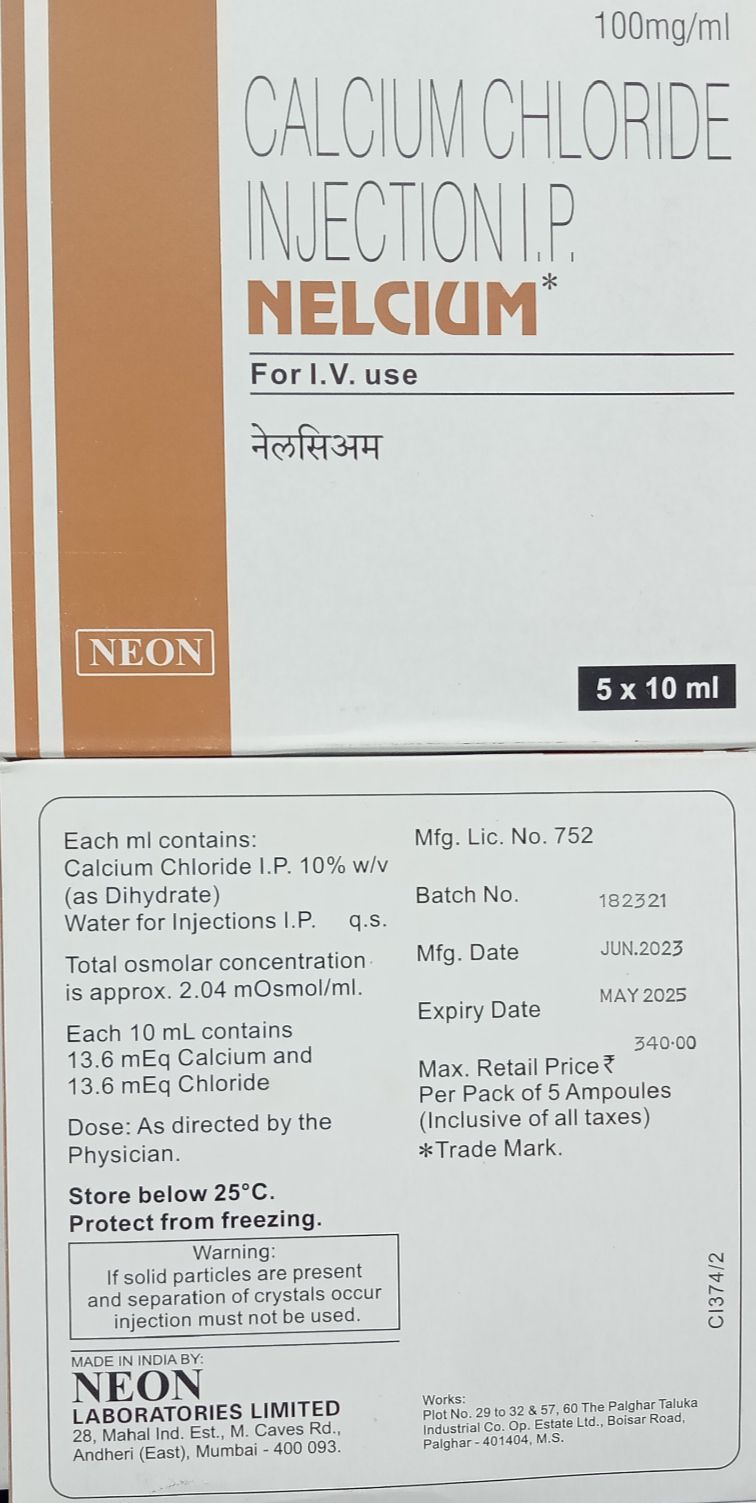 100mg/ml
CALCIUM CHLORIDE
INJECTION I.P.
NELCIUM*
For I.V. use
नेलसिअम
NEON
5 x 10 ml
Each ml contains:
Calcium Chloride I.P. 10% w/v
(as Dihydrate)
Water for Injections I.P. q.s.
Total osmolar concentration
is approx. 2.04 mOsmol/ml.
Each 10 mL contains
13.6 mEq Calcium and
13.6 mEq Chloride
Dose: As directed by the
Physician.
Store below 25°C.
Protect from freezing.
Warning:
If solid particles are present
and separation of crystals occur
injection must not be used.
MADE IN INDIA BY:
NEON
LABORATORIES LIMITED
28, Mahal Ind. Est., M. Caves Rd.,
Andheri (East), Mumbai - 400 093.
Mfg. Lic. No. 752
Batch No. 182321
Mfg. Date JUN.2023
Expiry Date MAY 2025
340.00
Max. Retail Price ₹
Per Pack of 5 Ampoules
(Inclusive of all taxes)
*Trade Mark.
CI374/2
Works:
Plot No. 29 to 32 & 57, 60 The Palghar Taluka
Industrial Co. Op. Estate Ltd., Boisar Road,
Palghar - 401404, M.S.